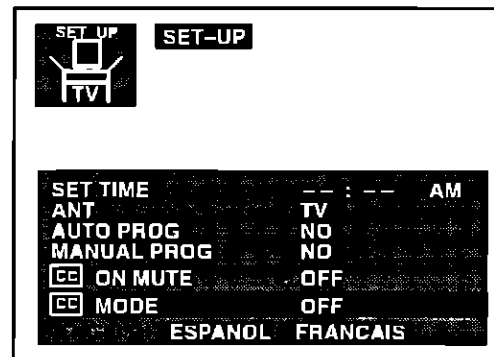 SET UP
TV
SET-UP
SET TIME -- : -- AM
ANT TV
AUTO PROG NO
MANUAL PROG NO
CC ON MUTE OFF
CC MODE OFF
ESPANOL FRANCAIS